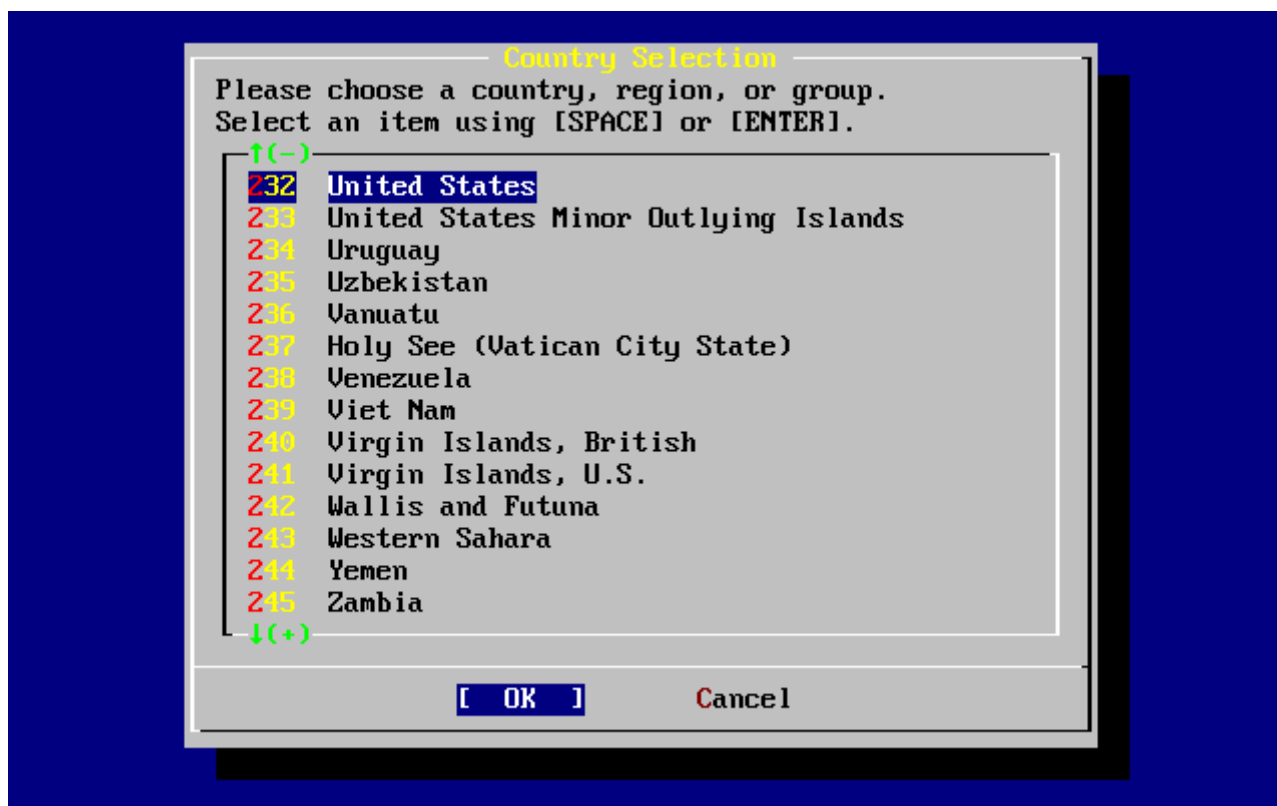 Country Selection
Please choose a country, region, or group.
Select an item using [SPACE] or [ENTER].
↑(-)
232 United States
233 United States Minor Outlying Islands
234 Uruguay
235 Uzbekistan
236 Vanuatu
237 Holy See (Vatican City State)
238 Venezuela
239 Viet Nam
240 Virgin Islands, British
241 Virgin Islands, U.S.
242 Wallis and Futuna
243 Western Sahara
244 Yemen
245 Zambia
↓(+)
[ OK ] Cancel